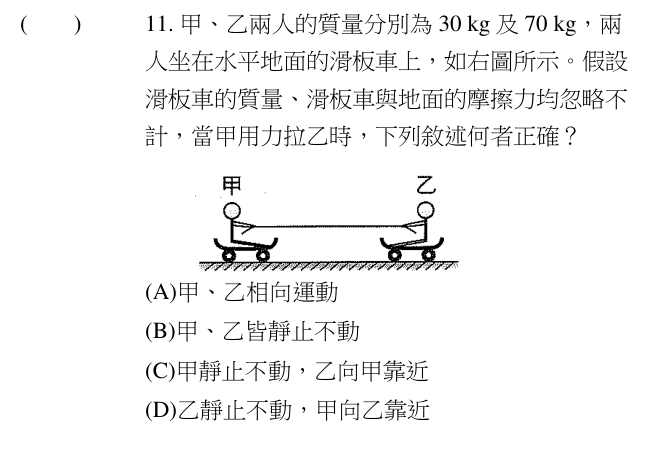 (　　) 11. 甲、乙兩人的質量分別為 30 kg 及 70 kg，兩
人坐在水平地面的滑板車上，如右圖所示。假設
滑板車的質量、滑板車與地面的摩擦力均忽略不
計，當甲用力拉乙時，下列敘述何者正確？
甲 乙
(A)甲、乙相向運動
(B)甲、乙皆靜止不動
(C)甲靜止不動，乙向甲靠近
(D)乙靜止不動，甲向乙靠近